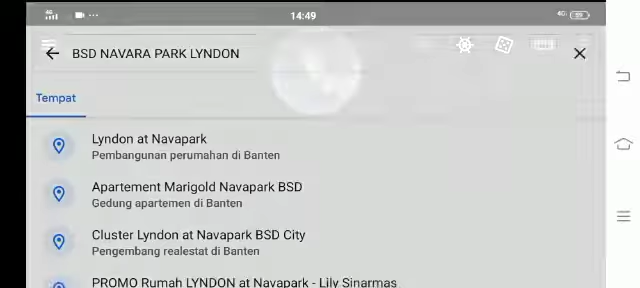 4G
14:49
4G
BSD NAVARA PARK LYNDON
Tempat
Lyndon at Navapark
Pembangunan perumahan di Banten
Apartement Marigold Navapark BSD
Gedung apartemen di Banten
Cluster Lyndon at Navapark BSD City
Pengembang realestat di Banten
PROMO Rumah LYNDON at Navapark - Lily Sinarmas